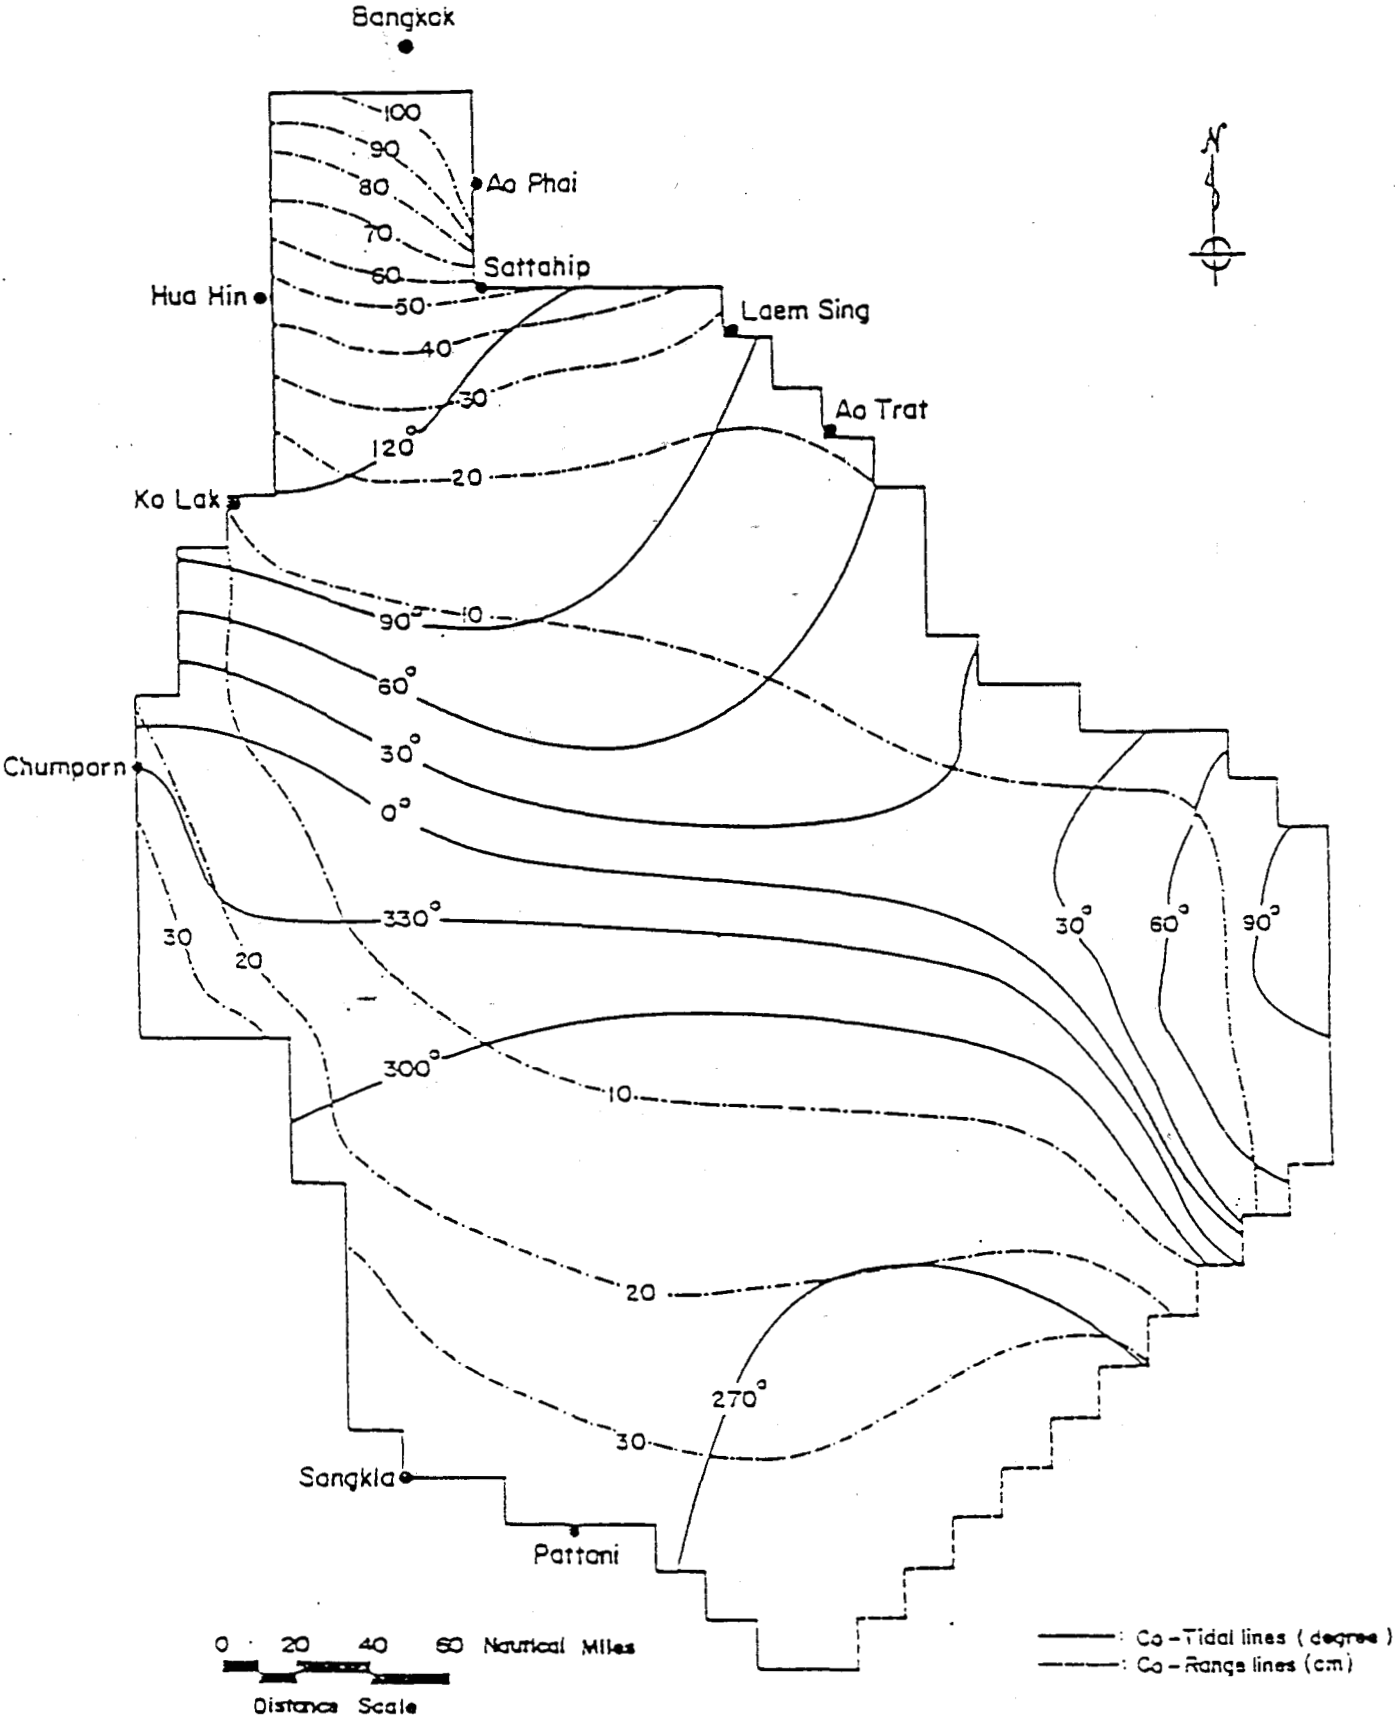 Bangkok
N
100
90
Ao Phai
80
70
60
Sattahip
Hua Hin
50
Laem Sing
40
30
Ao Trat
120°
20
Ko Lak
10
90°
60°
30°
Chumporn
0°
330°
30° 60° 90°
30
20
300°
10
20
270°
30
Sangkla
Pattani
0 20 40 60 Nautical Miles
Distance Scale
: Co-Tidal lines (degree)
: Co-Range lines (cm)